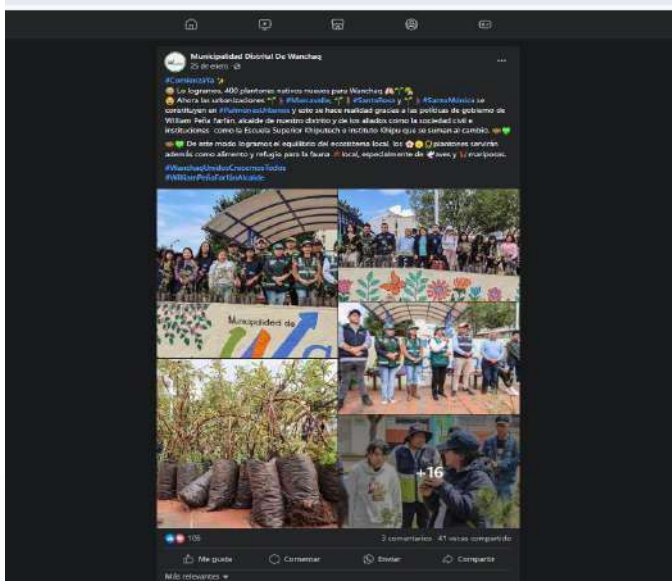 Municipalidad Distrital De Wanchaq
25 de enero
#ComienzaYa
Lo logramos, 400 plantones nativos nuevos para Wanchaq
Ahora las urbanizaciones #Marcavalle, #SantaRosa y #SantaMónica se
constituyen en #PulmonesUrbanos y esto se hace realidad gracias a las políticas de gobierno de
William Peña Farfán, alcalde de nuestro distrito y de los aliados como la sociedad civil e
instituciones como la Escuela Superior Khiputech e Instituto Khipu que se suman al cambio.
De este modo logramos el equilibrio del ecosistema local, los plantones servirán
además como alimento y refugio para la fauna local, especialmente de aves y mariposas.
#WanchaqUnidosCrecemosTodos
#WilliamPeñaFarfánAlcalde
Municipalidad de
+16
3 comentarios 41 veces compartido
Me gusta Comentar Enviar Compartir
Más relevantes